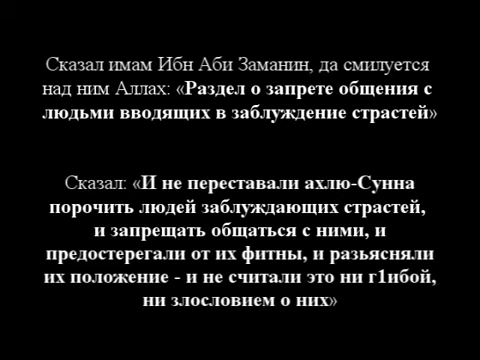 Сказал имам Ибн Аби Заманин, да смилуется
над ним Аллах: «Раздел о запрете общения с
людьми вводящих в заблуждение страстей»
Сказал: «И не переставали ахлю-Сунна
порочить людей заблуждающих страстей,
и запрещать общаться с ними, и
предостерегали от их фитны, и разьясняли
их положение - и не считали это ни г1ибой,
ни злословием о них»